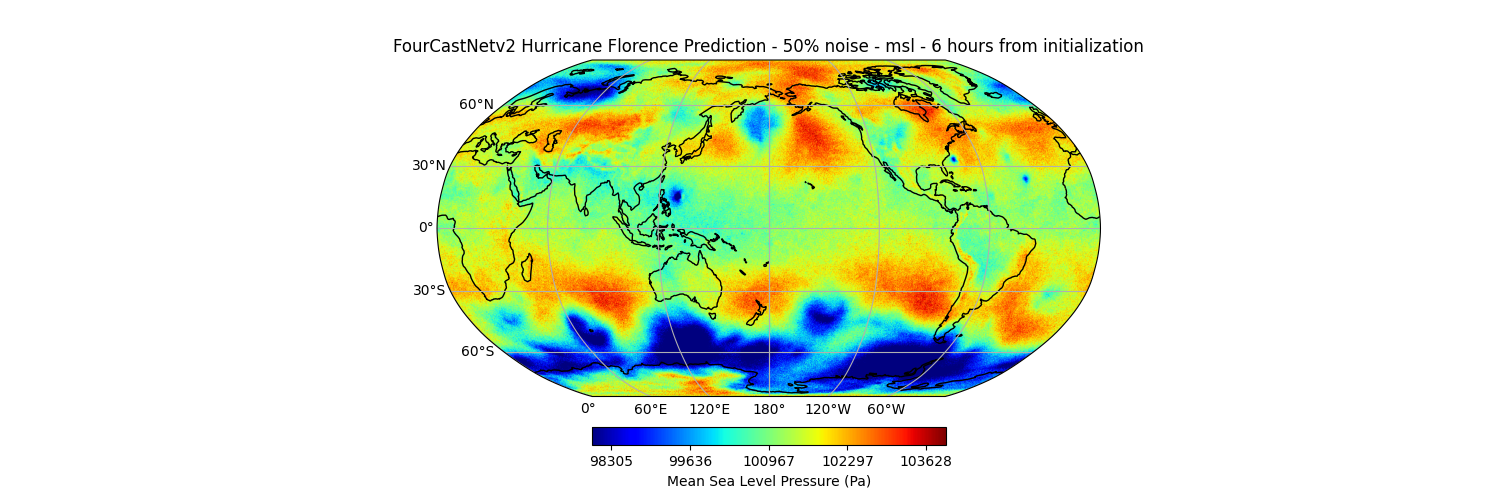 FourCastNetv2 Hurricane Florence Prediction - 50% noise - msl - 6 hours from initialization
60°N
30°N
0°
30°S
60°S
0° 60°E 120°E 180° 120°W 60°W
98305 99636 100967 102297 103628
Mean Sea Level Pressure (Pa)